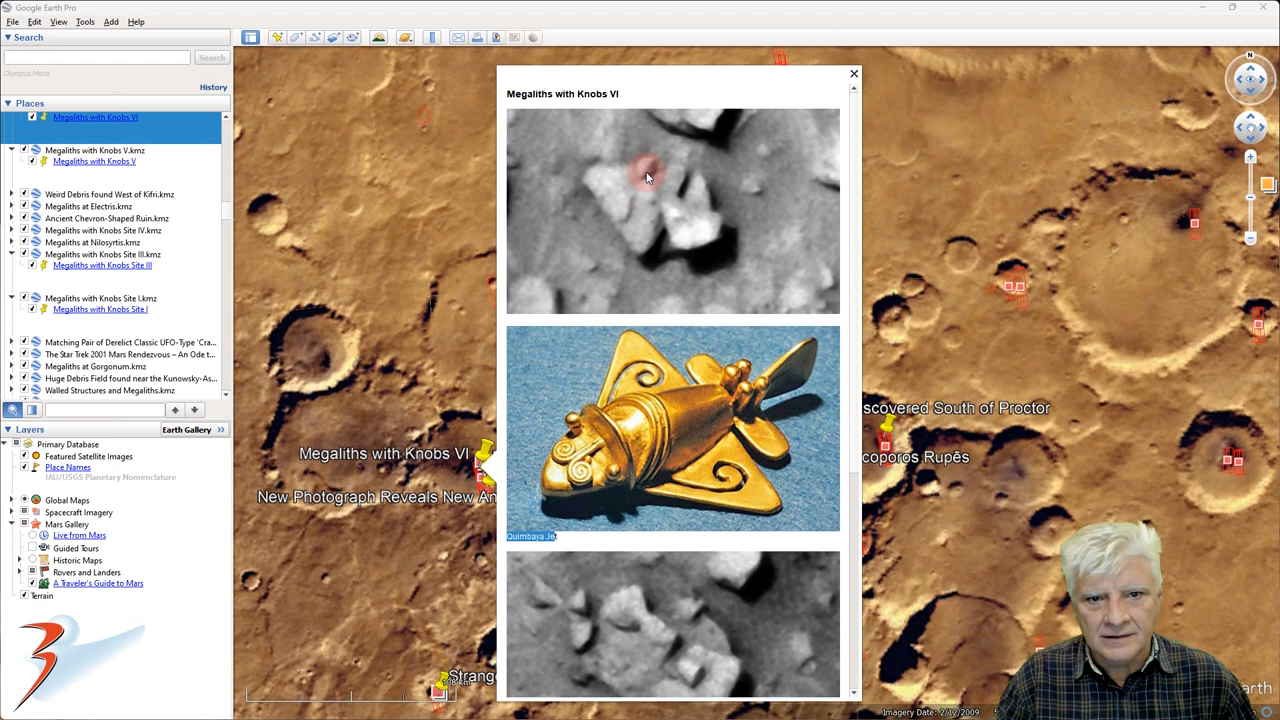 Google Earth Pro
File Edit View Tools Add Help
Search
Search
Olympus Mons
History
Places
Megaliths with Knobs VI
Megaliths with Knobs V.kmz
Megaliths with Knobs V
Weird Debris found West of Kifri.kmz
Megaliths at Electris.kmz
Ancient Chevron-Shaped Ruin.kmz
Megaliths with Knobs Site IV.kmz
Megaliths at Nilosyrtis.kmz
Megaliths with Knobs Site III.kmz
Megaliths with Knobs Site III
Megaliths with Knobs Site I.kmz
Megaliths with Knobs Site I
Matching Pair of Derelict Classic UFO-Type 'Cra...
The Star Trek 2001 Mars Rendezvous – An Ode t...
Megaliths at Gorgonum.kmz
Huge Debris Field found near the Kunowsky-As...
Walled Structures and Megaliths.kmz
Layers
Earth Gallery >>
Primary Database
Featured Satellite Images
Place Names
IAU/USGS Planetary Nomenclature
Global Maps
Spacecraft Imagery
Mars Gallery
Live from Mars
Guided Tours
Historic Maps
Rovers and Landers
A Traveler's Guide to Mars
Terrain
Megaliths with Knobs VI
Quimbaya Je
N
Megaliths with Knobs VI
New Photograph Reveals New An
scovered South of Proctor
coporos Rupēs
Strang
earth
Imagery Date: 2/12/2009